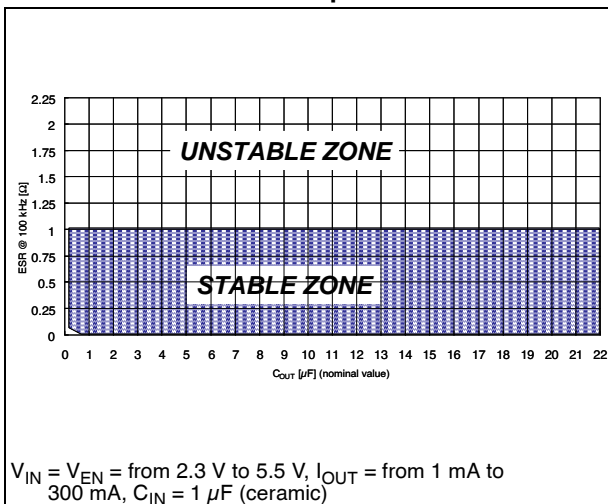 2.25
2
1.75
1.5
1.25
1
0.75
0.5
0.25
0
ESR @ 100 kHz [Ω]
UNSTABLE ZONE
STABLE ZONE
0 1 2 3 4 5 6 7 8 9 10 11 12 13 14 15 16 17 18 19 20 21 22
COUT [μF] (nominal value)
VIN = VEN = from 2.3 V to 5.5 V, IOUT = from 1 mA to
300 mA, CIN = 1 μF (ceramic)